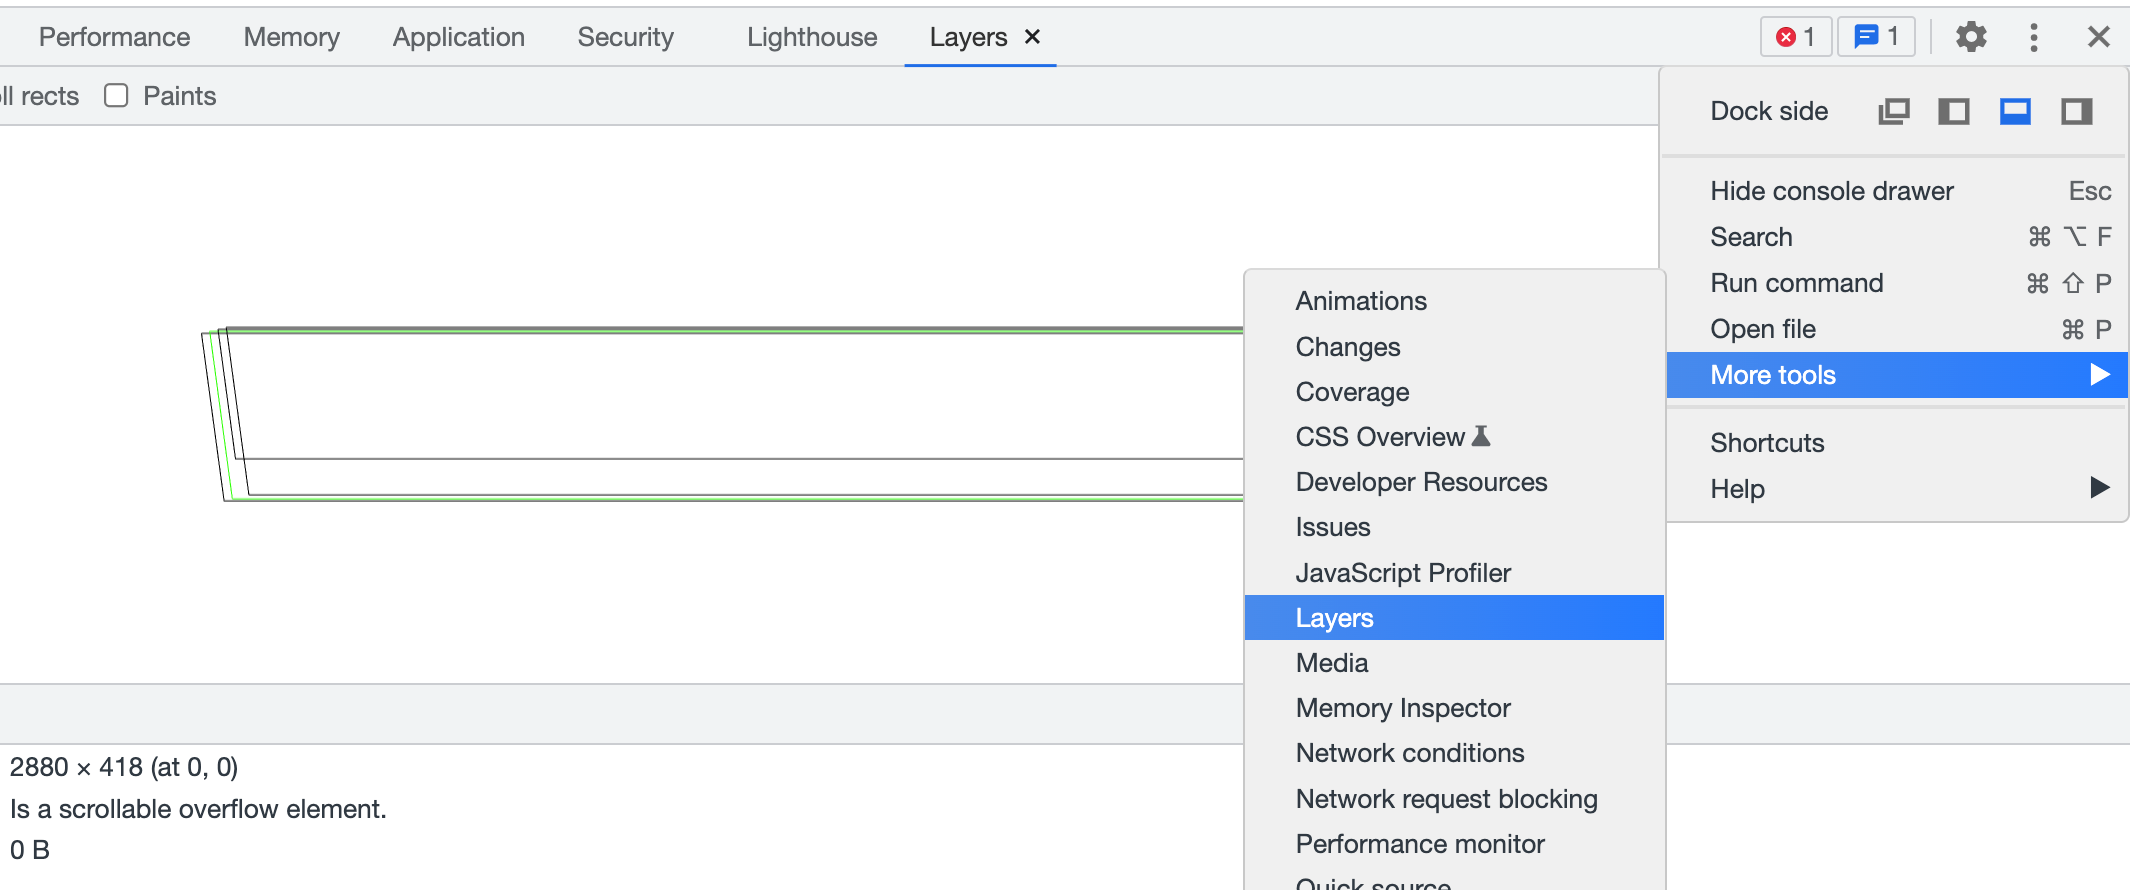 Performance Memory Application Security Lighthouse Layers × 1 1
ll rects Paints
Dock side
Hide console drawer Esc
Search ⌘ ⌥ F
Run command ⌘ ⇧ P
Open file ⌘ P
More tools
Shortcuts
Help
Animations
Changes
Coverage
CSS Overview
Developer Resources
Issues
JavaScript Profiler
Layers
Media
Memory Inspector
Network conditions
Network request blocking
Performance monitor
Quick source
2880 × 418 (at 0, 0)
Is a scrollable overflow element.
0 B